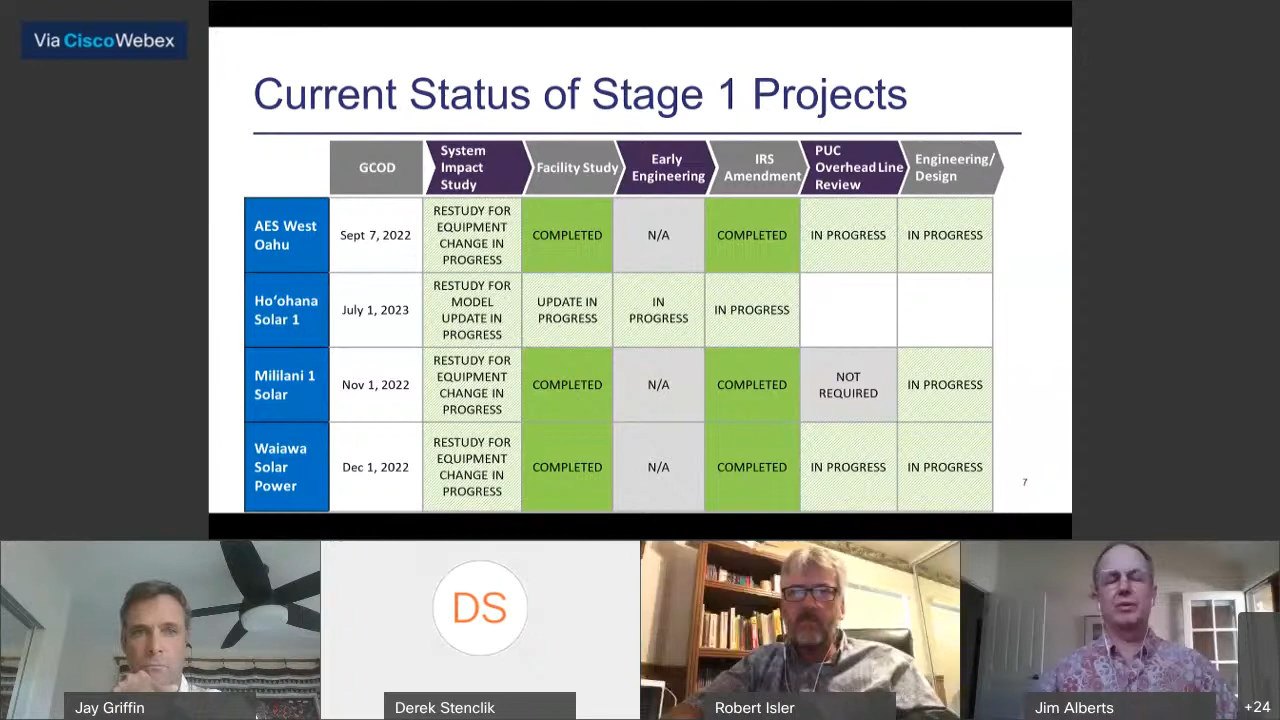 Via CiscoWebex
Current Status of Stage 1 Projects
GCOD
System
Impact
Study
Facility Study
Early
Engineering
IRS
Amendment
PUC
Overhead Line
Review
Engineering/
Design
AES West
Oahu
Sept 7, 2022
RESTUDY FOR
EQUIPMENT
CHANGE IN
PROGRESS
COMPLETED
N/A
COMPLETED
IN PROGRESS
IN PROGRESS
Hoʻohana
Solar 1
July 1, 2023
RESTUDY FOR
MODEL
UPDATE IN
PROGRESS
UPDATE IN
PROGRESS
IN
PROGRESS
IN PROGRESS
Mililani 1
Solar
Nov 1, 2022
RESTUDY FOR
EQUIPMENT
CHANGE IN
PROGRESS
COMPLETED
N/A
COMPLETED
NOT
REQUIRED
IN PROGRESS
Waiawa
Solar
Power
Dec 1, 2022
RESTUDY FOR
EQUIPMENT
CHANGE IN
PROGRESS
COMPLETED
N/A
COMPLETED
IN PROGRESS
IN PROGRESS
7
DS
Jay Griffin
Derek Stenclik
Robert Isler
Jim Alberts
+24